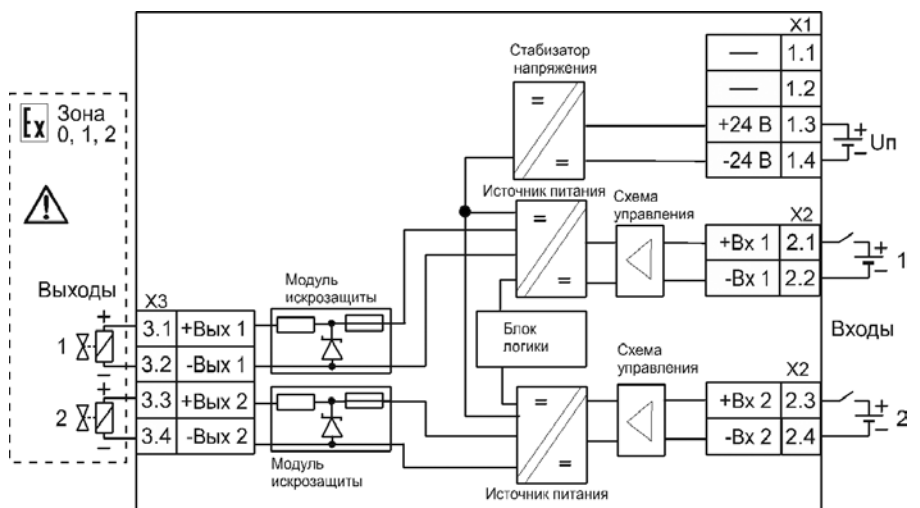 X1
— 1.1
— 1.2
+24 В 1.3
-24 В 1.4
+
–
Uп
Стабизатор
напряжения
=
=
Ex Зона
0, 1, 2
Источник питания
=
=
Схема
управления
X2
+Вх 1 2.1
-Вх 1 2.2
+
–
1
Входы
Выходы
Модуль
искрозащиты
X3
+
1
–
3.1 +Вых 1
3.2 -Вых 1
+
2
–
3.3 +Вых 2
3.4 -Вых 2
Модуль
искрозащиты
Блок
логики
Схема
управления
=
=
Источник питания
X2
+Вх 2 2.3
-Вх 2 2.4
+
–
2